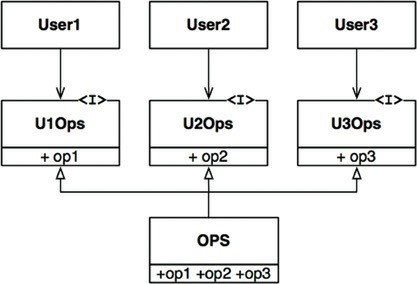 User1 User2 User3
<I> <I> <I>
U1Ops U2Ops U3Ops
+ op1 + op2 + op3
OPS
+op1 +op2 +op3